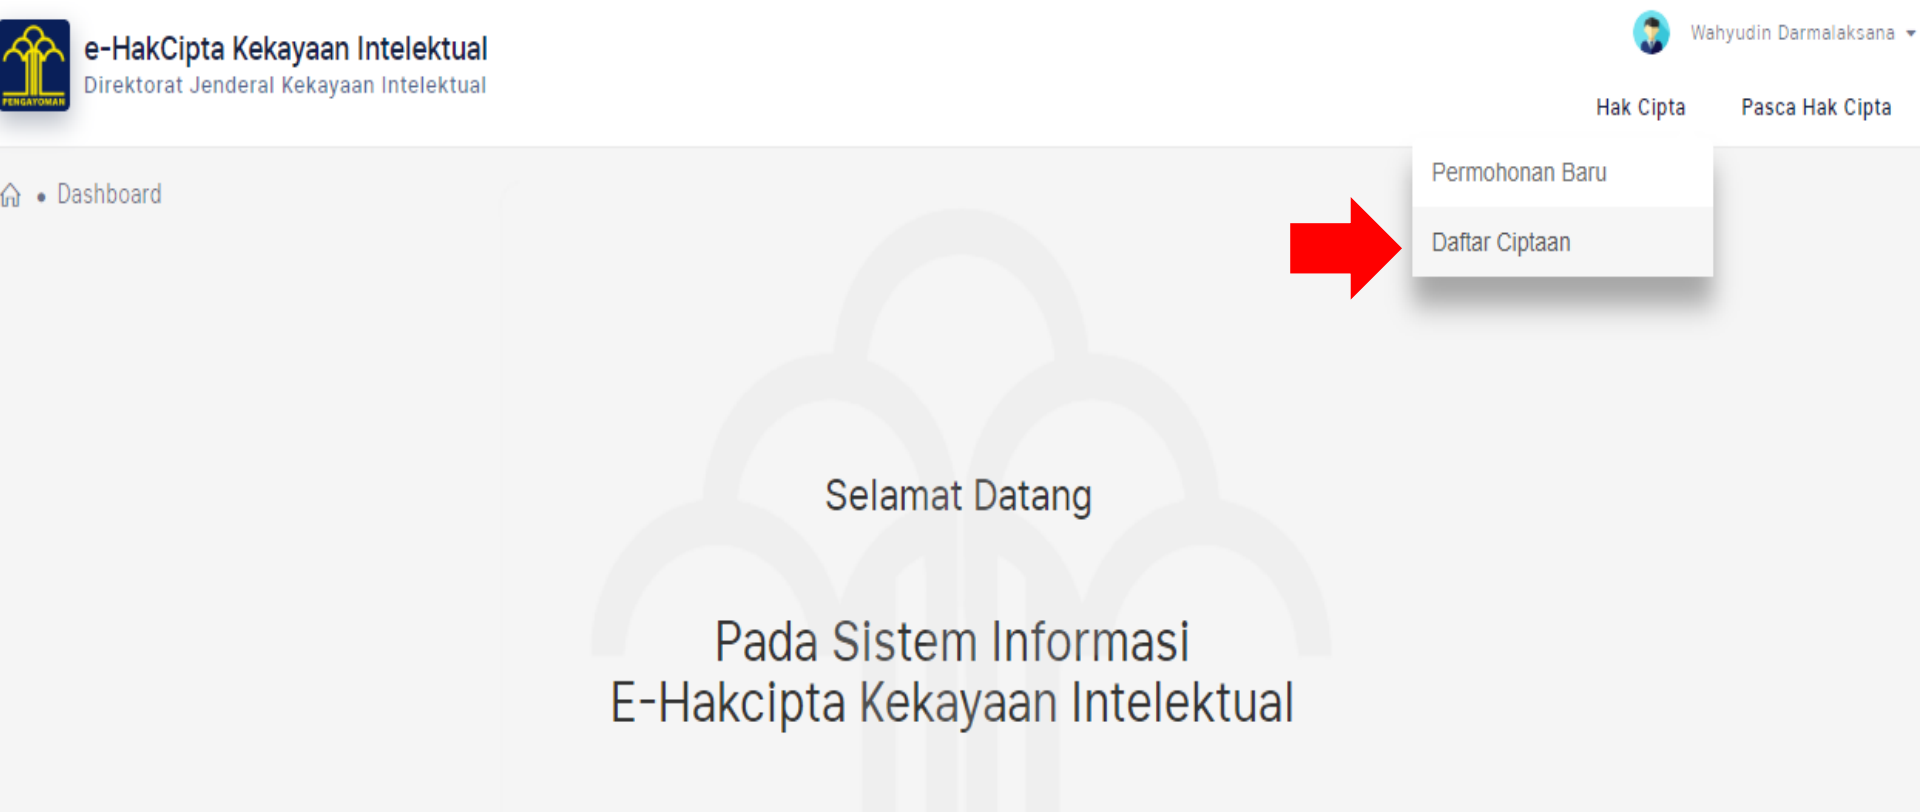 PENGAYOMAN
e-HakCipta Kekayaan Intelektual
Direktorat Jenderal Kekayaan Intelektual
Wahyudin Darmalaksana
Hak Cipta
Pasca Hak Cipta
Permohonan Baru
Daftar Ciptaan
Dashboard
Selamat Datang
Pada Sistem Informasi
E-Hakcipta Kekayaan Intelektual